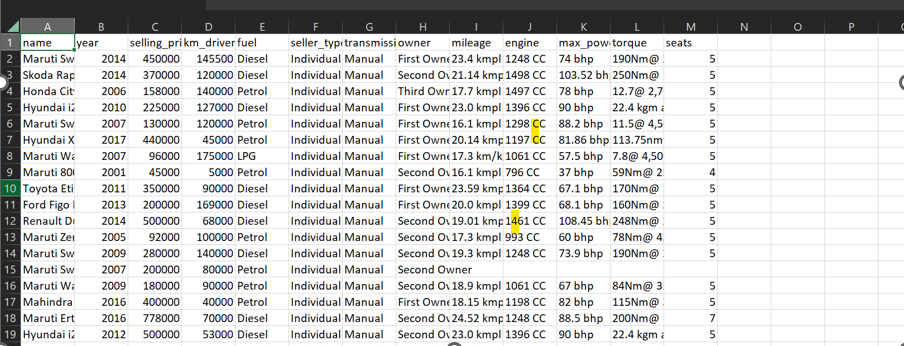 A B C D E F G H I J K L M N O P
1 name year selling_pri km_driver fuel seller_typ transmissi owner mileage engine max_pow torque seats
2 Maruti Sw 2014 450000 145500 Diesel Individual Manual First Owne 23.4 kmpl 1248 CC 74 bhp 190Nm@ 5
3 Skoda Rap 2014 370000 120000 Diesel Individual Manual Second Ow 21.14 kmp 1498 CC 103.52 bh 250Nm@ 5
4 Honda Cit 2006 158000 140000 Petrol Individual Manual Third Owr 17.7 kmpl 1497 CC 78 bhp 12.7@ 2,7 5
5 Hyundai i2 2010 225000 127000 Diesel Individual Manual First Owne 23.0 kmpl 1396 CC 90 bhp 22.4 kgm a 5
6 Maruti Sw 2007 130000 120000 Petrol Individual Manual First Owne 16.1 kmpl 1298 CC 88.2 bhp 11.5@ 4,5 5
7 Hyundai X 2017 440000 45000 Petrol Individual Manual First Owne 20.14 kmp 1197 CC 81.86 bhp 113.75nm 5
8 Maruti Wa 2007 96000 175000 LPG Individual Manual First Owne 17.3 km/k 1061 CC 57.5 bhp 7.8@ 4,50 5
9 Maruti 800 2001 45000 5000 Petrol Individual Manual Second Ow 16.1 kmpl 796 CC 37 bhp 59Nm@ 2 4
10 Toyota Eti 2011 350000 90000 Diesel Individual Manual First Owne 23.59 kmp 1364 CC 67.1 bhp 170Nm@ 5
11 Ford Figo 2013 200000 169000 Diesel Individual Manual First Owne 20.0 kmpl 1399 CC 68.1 bhp 160Nm@ 5
12 Renault Du 2014 500000 68000 Diesel Individual Manual Second Ow 19.01 kmp 1461 CC 108.45 bh 248Nm@ 5
13 Maruti Zer 2005 92000 100000 Petrol Individual Manual Second Ow 17.3 kmpl 993 CC 60 bhp 78Nm@ 4 5
14 Maruti Sw 2009 280000 140000 Diesel Individual Manual Second Ow 19.3 kmpl 1248 CC 73.9 bhp 190Nm@ 5
15 Maruti Sw 2007 200000 80000 Petrol Individual Manual Second Owner
16 Maruti Wa 2009 180000 90000 Petrol Individual Manual Second Ow 18.9 kmpl 1061 CC 67 bhp 84Nm@ 3 5
17 Mahindra 2016 400000 40000 Petrol Individual Manual First Owne 18.15 kmp 1198 CC 82 bhp 115Nm@ 5
18 Maruti Ert 2016 778000 70000 Diesel Individual Manual Second Ow 24.52 kmp 1248 CC 88.5 bhp 200Nm@ 7
19 Hyundai i2 2012 500000 53000 Diesel Individual Manual Second Ow 23.0 kmpl 1396 CC 90 bhp 22.4 kgm a 5